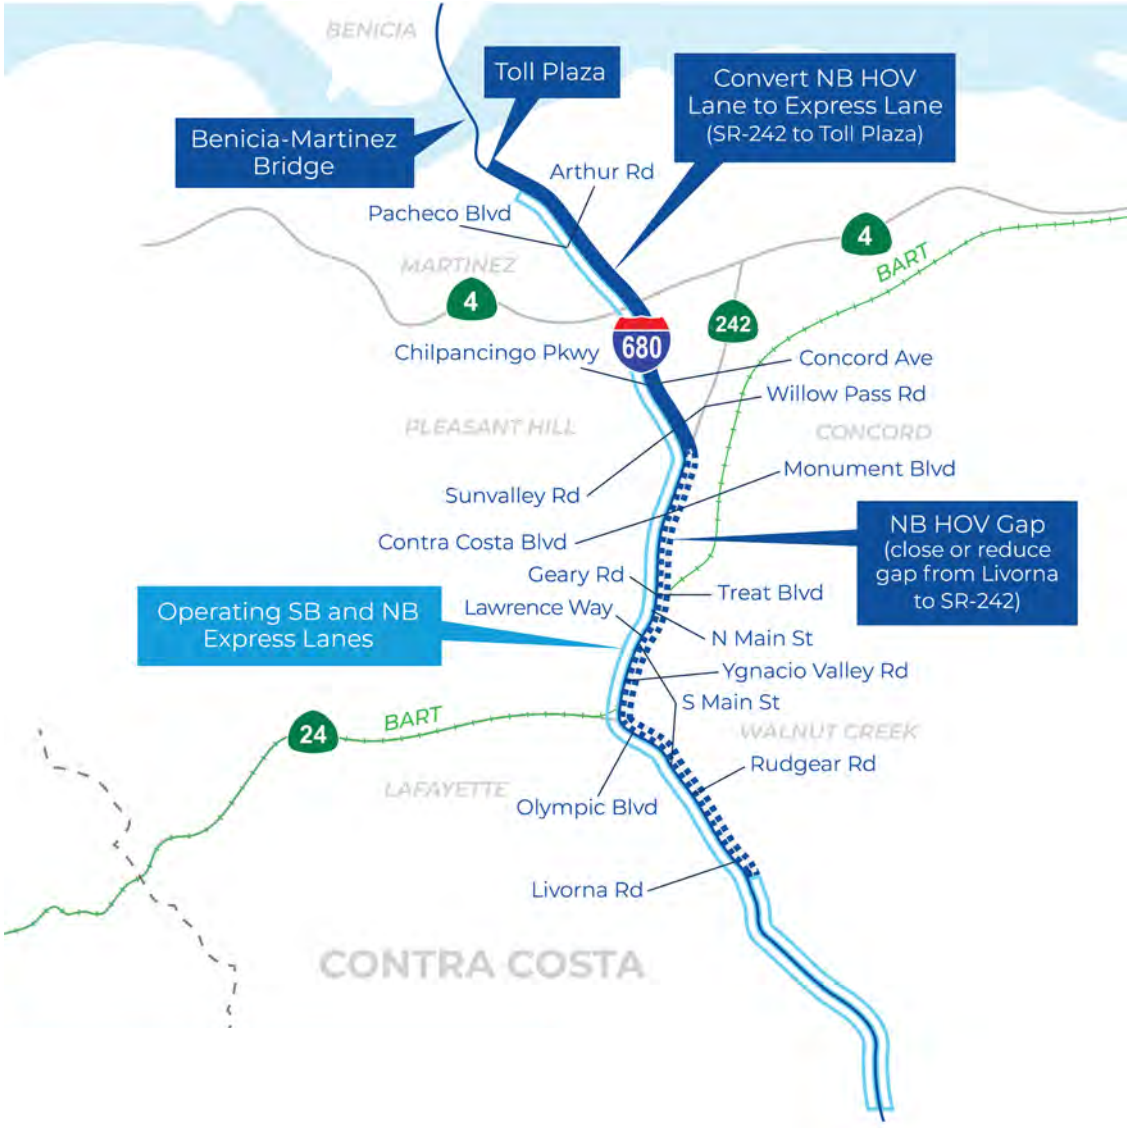 BENICIA
Toll Plaza
Convert NB HOV
Lane to Express Lane
(SR-242 to Toll Plaza)
Benicia-Martinez
Bridge
Arthur Rd
Pacheco Blvd
4
BART
MARTINEZ
4
242
680
Chilpancingo Pkwy
Concord Ave
Willow Pass Rd
PLEASANT HILL
CONCORD
Monument Blvd
Sunvalley Rd
NB HOV Gap
(close or reduce
gap from Livorna
to SR-242)
Contra Costa Blvd
Geary Rd
Treat Blvd
Lawrence Way
Operating SB and NB
Express Lanes
N Main St
Ygnacio Valley Rd
S Main St
BART
24
WALNUT CREEK
Rudgear Rd
LAFAYETTE
Olympic Blvd
Livorna Rd
CONTRA COSTA